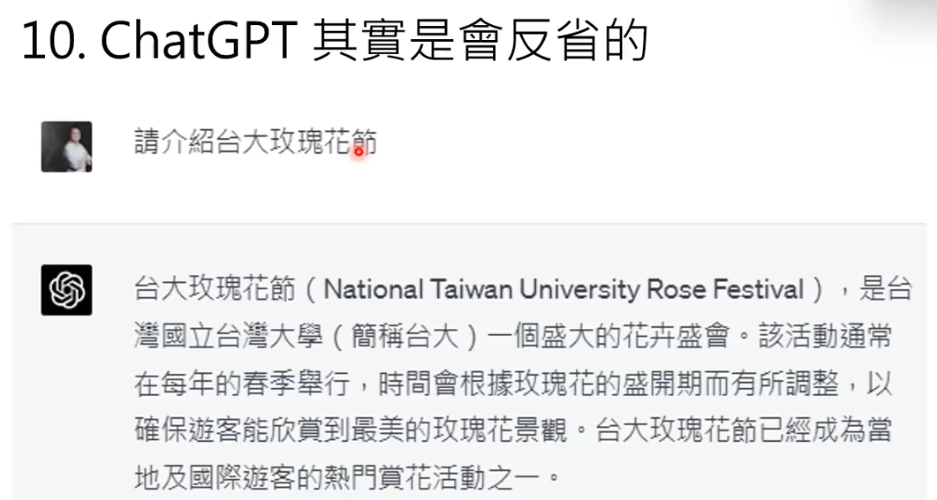 10. ChatGPT 其實是會反省的
請介紹台大玫瑰花節
台大玫瑰花節（National Taiwan University Rose Festival），是台
灣國立台灣大學（簡稱台大）一個盛大的花卉盛會。該活動通常
在每年的春季舉行，時間會根據玫瑰花的盛開期而有所調整，以
確保遊客能欣賞到最美的玫瑰花景觀。台大玫瑰花節已經成為當
地及國際遊客的熱門賞花活動之一。